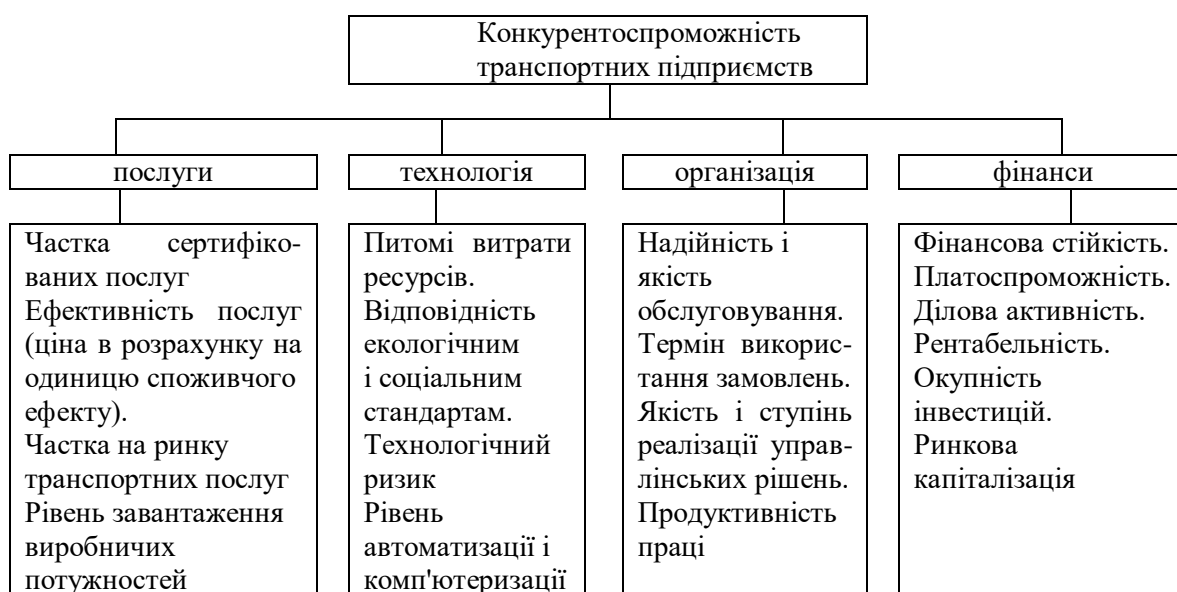 Конкурентоспроможність
транспортних підприємств
послуги
технологія
організація
фінанси
Частка сертифіко-
ваних послуг
Ефективність послуг
(ціна в розрахунку на
одиницю споживчого
ефекту).
Частка на ринку
транспортних послуг
Рівень завантаження
виробничих
потужностей
Питомі витрати
ресурсів.
Відповідність
екологічним
і соціальним
стандартам.
Технологічний
ризик
Рівень
автоматизації і
комп'ютеризації
Надійність і
якість
обслуговування.
Термін викорис-
тання замовлень.
Якість і ступінь
реалізації управ-
лінських рішень.
Продуктивність
праці
Фінансова стійкість.
Платоспроможність.
Ділова активність.
Рентабельність.
Окупність
інвестицій.
Ринкова
капіталізація